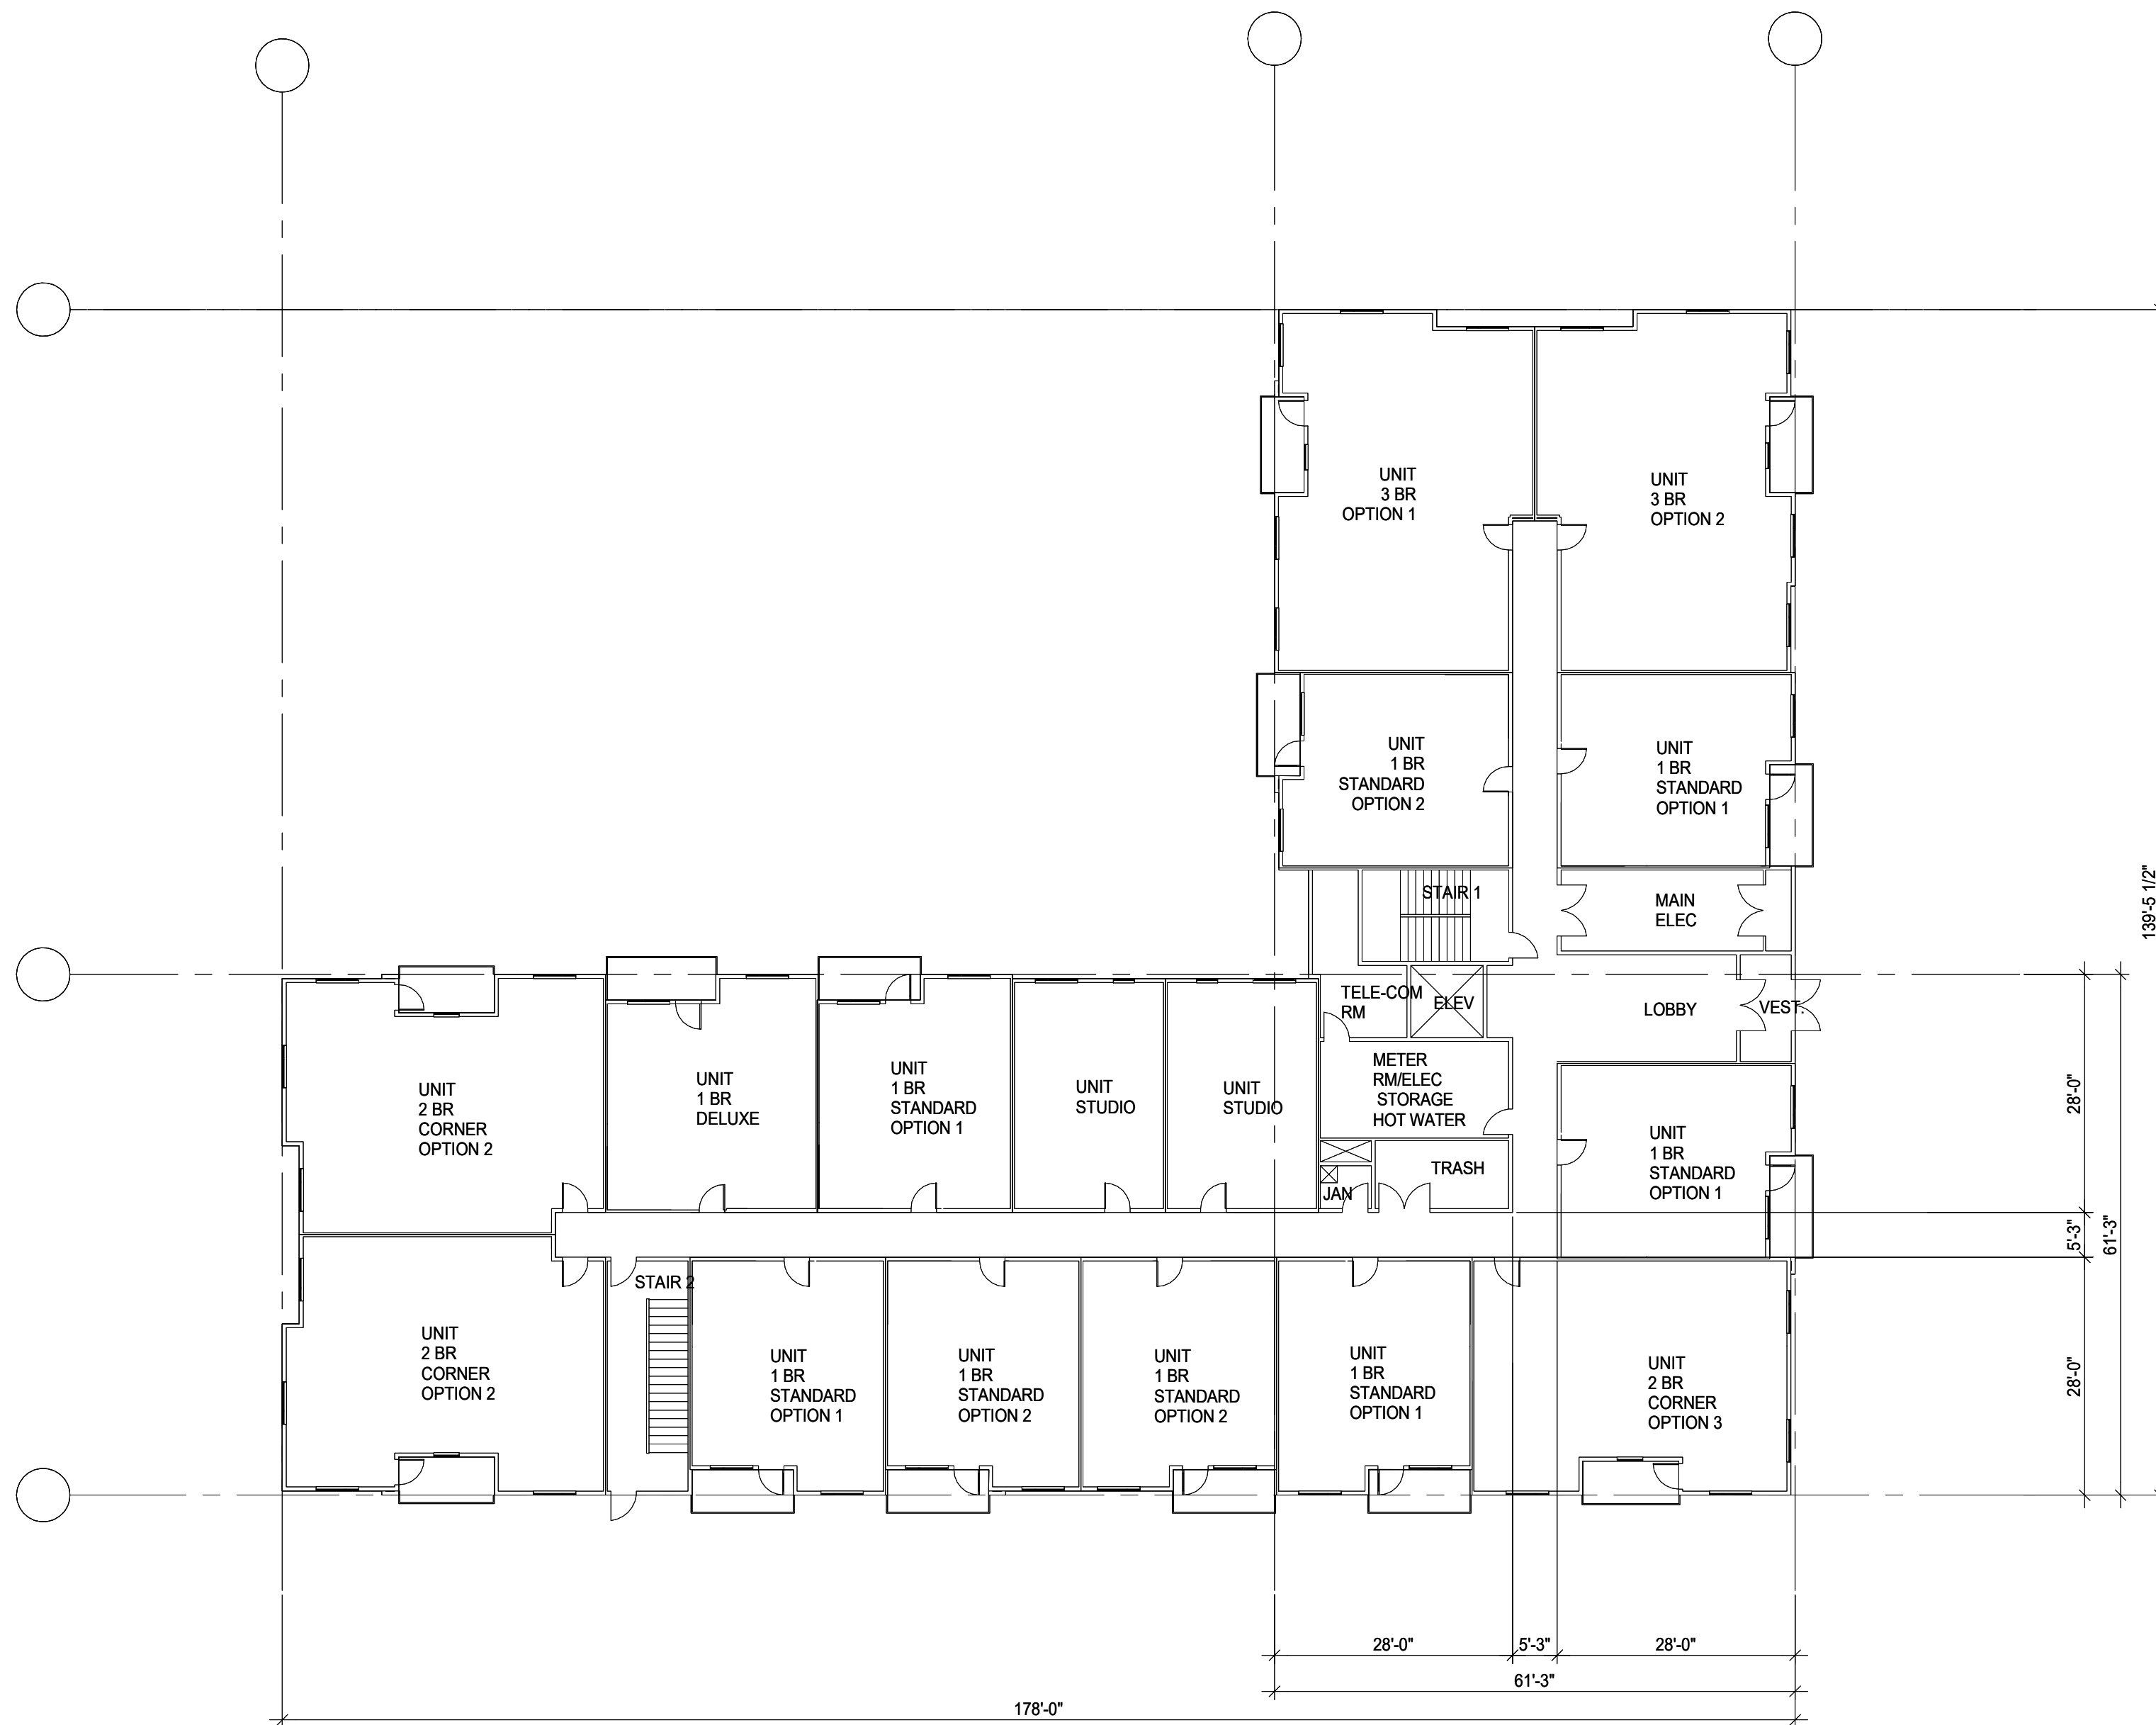 UNIT
3 BR
OPTION 1
UNIT
3 BR
OPTION 2
UNIT
1 BR
STANDARD
OPTION 2
UNIT
1 BR
STANDARD
OPTION 1
STAIR 1
MAIN
ELEC
139'-5 1/2"
TELE-COM
RM
ELEV
LOBBY
VEST.
UNIT
2 BR
CORNER
OPTION 2
UNIT
1 BR
DELUXE
UNIT
1 BR
STANDARD
OPTION 1
UNIT
STUDIO
UNIT
STUDIO
METER
RM/ELEC
STORAGE
HOT WATER
TRASH
JAN
UNIT
1 BR
STANDARD
OPTION 1
28'-0"
5'-3"
61'-3"
28'-0"
STAIR 2
UNIT
2 BR
CORNER
OPTION 2
UNIT
1 BR
STANDARD
OPTION 1
UNIT
1 BR
STANDARD
OPTION 2
UNIT
1 BR
STANDARD
OPTION 2
UNIT
1 BR
STANDARD
OPTION 1
UNIT
2 BR
CORNER
OPTION 3
28'-0"
5'-3"
28'-0"
61'-3"
178'-0"